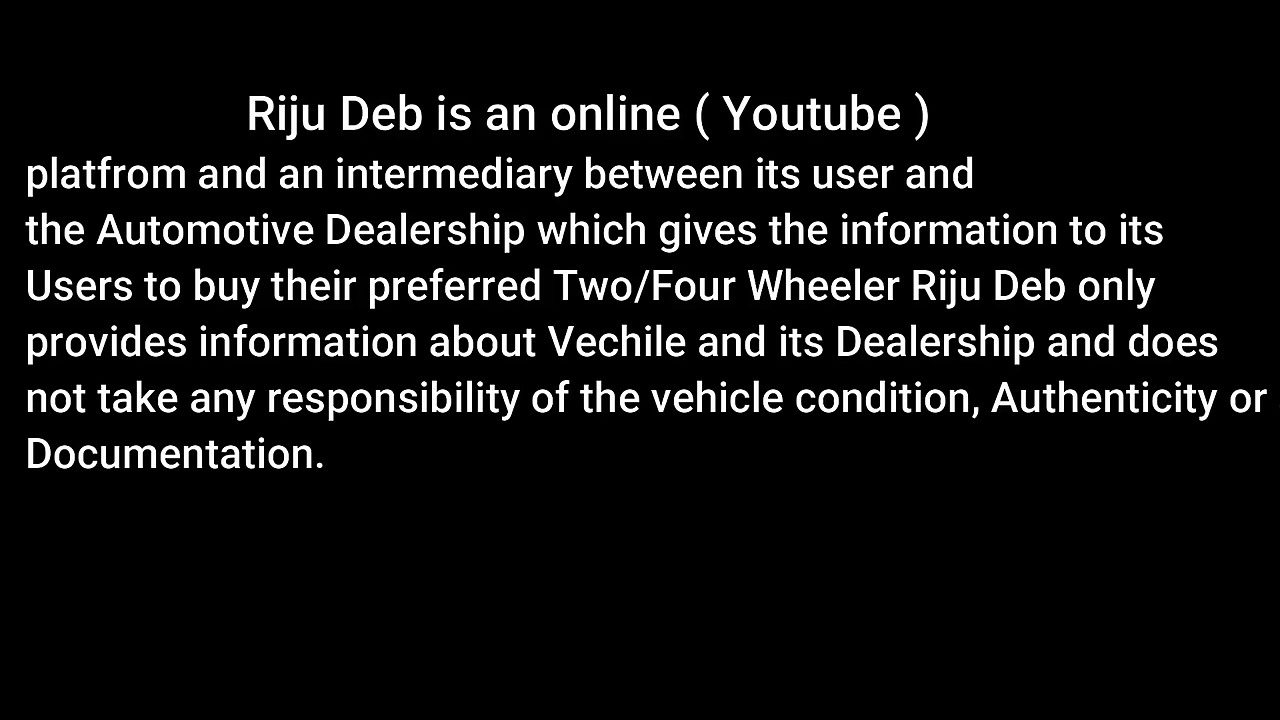 Riju Deb is an online ( Youtube )
platfrom and an intermediary between its user and
the Automotive Dealership which gives the information to its
Users to buy their preferred Two/Four Wheeler Riju Deb only
provides information about Vechile and its Dealership and does
not take any responsibility of the vehicle condition, Authenticity or
Documentation.